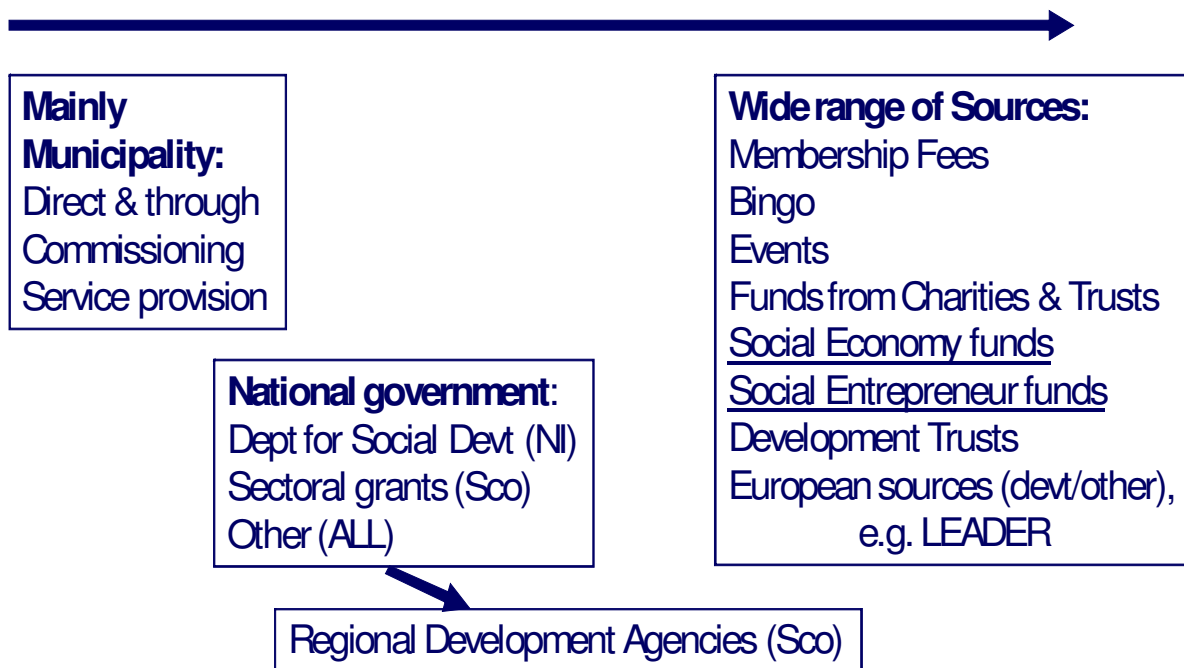 Mainly
Municipality:
Direct & through
Commissioning
Service provision
National government:
Dept for Social Devt (NI)
Sectoral grants (Sco)
Other (ALL)
Regional Development Agencies (Sco)
Wide range of Sources:
Membership Fees
Bingo
Events
Funds from Charities & Trusts
Social Economy funds
Social Entrepreneur funds
Development Trusts
European sources (devt/other),
e.g. LEADER